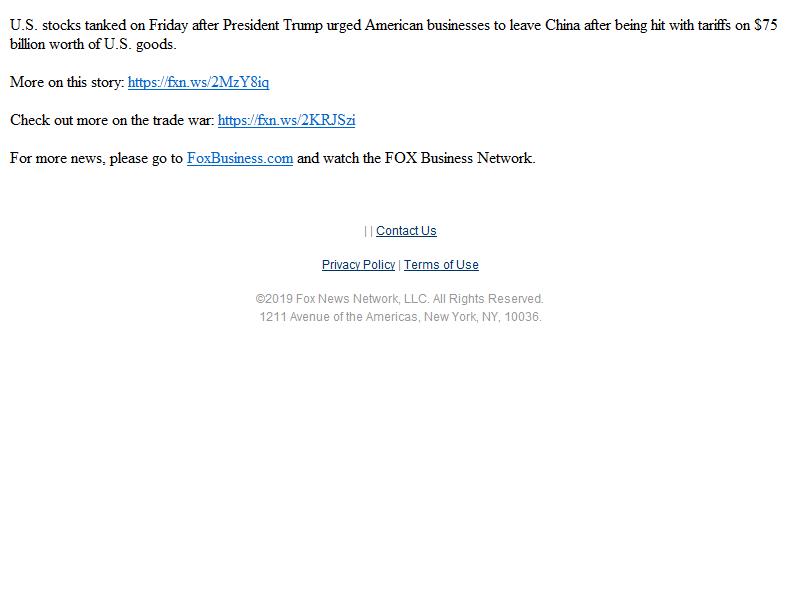 U.S. stocks tanked on Friday after President Trump urged American businesses to leave China after being hit with tariffs on $75
billion worth of U.S. goods.
More on this story: https://fxn.ws/2MzY8iq
Check out more on the trade war: https://fxn.ws/2KRJSzi
For more news, please go to FoxBusiness.com and watch the FOX Business Network.
| | Contact Us
Privacy Policy | Terms of Use
©2019 Fox News Network, LLC. All Rights Reserved.
1211 Avenue of the Americas, New York, NY, 10036.